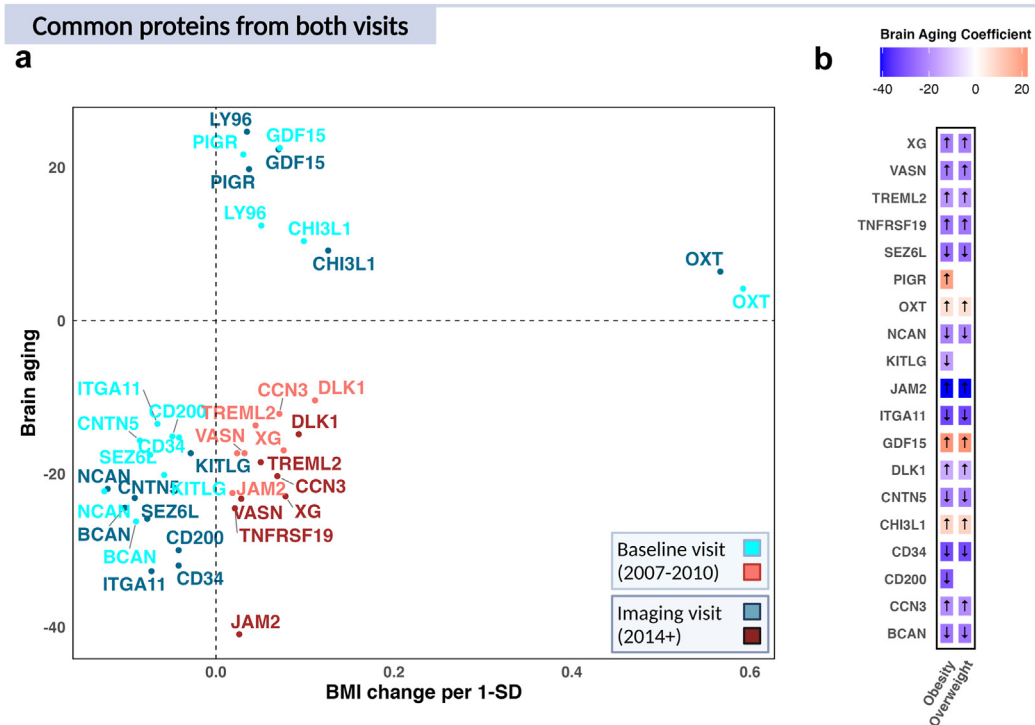 Common proteins from both visits
a
b
Brain Aging Coefficient
-40 -20 0 20
Brain aging
20
0
-20
-40
LY96
PIGR
GDF15
GDF15
PIGR
LY96
CHI3L1
CHI3L1
OXT
OXT
ITGA11
CCN3
DLK1
CD200
TREML2
CNTN5
CD34
VASN
XG
DLK1
SEZ6L
KITLG
TREML2
NCAN
CNTN5
KITLG
JAM2
CCN3
NCAN
SEZ6L
VASN
XG
BCAN
CD200
TNFRSF19
BCAN
ITGA11
CD34
JAM2
Baseline visit
(2007-2010)
Imaging visit
(2014+)
0.0 0.2 0.4 0.6
BMI change per 1-SD
XG ↑ ↑
VASN ↑ ↑
TREML2 ↑ ↑
TNFRSF19 ↑ ↑
SEZ6L ↓ ↓
PIGR ↑
OXT ↑ ↑
NCAN ↓ ↓
KITLG ↓
JAM2 ↑ ↑
ITGA11 ↓ ↓
GDF15 ↑ ↑
DLK1 ↑ ↑
CNTN5 ↓ ↓
CHI3L1 ↑ ↑
CD34 ↓ ↓
CD200 ↓
CCN3 ↑ ↑
BCAN ↓ ↓
Obesity
Overweight